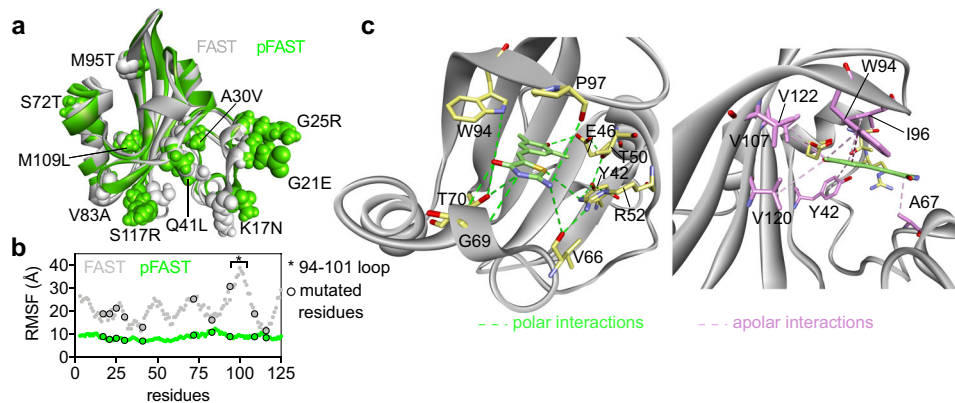 a
FAST pFAST
M95T
S72T
A30V
G25R
M109L
G21E
V83A
Q41L
K17N
S117R
b
FAST pFAST
*
* 94-101 loop
mutated
residues
RMSF (Å)
40
30
20
10
0
0 25 50 75 100 125
residues
c
P97
W94
E46
T50
Y42
T70
R52
G69
V66
polar interactions
W94
V122
V107
I96
V120
Y42
A67
apolar interactions